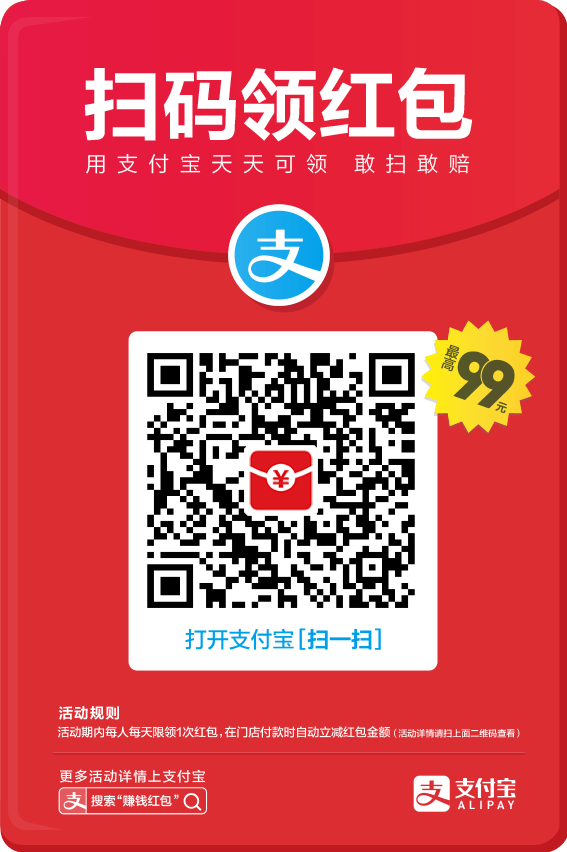 扫码领红包
用支付宝天天可领 敢扫敢赔
支
最高
99
元
打开支付宝[扫一扫]
活动规则
活动期内每人每天限领1次红包，在门店付款时自动立减红包金额（活动详情请扫上面二维码查看）
更多活动详情上支付宝
支 搜索“赚钱红包”
支 支付宝
ALIPAY